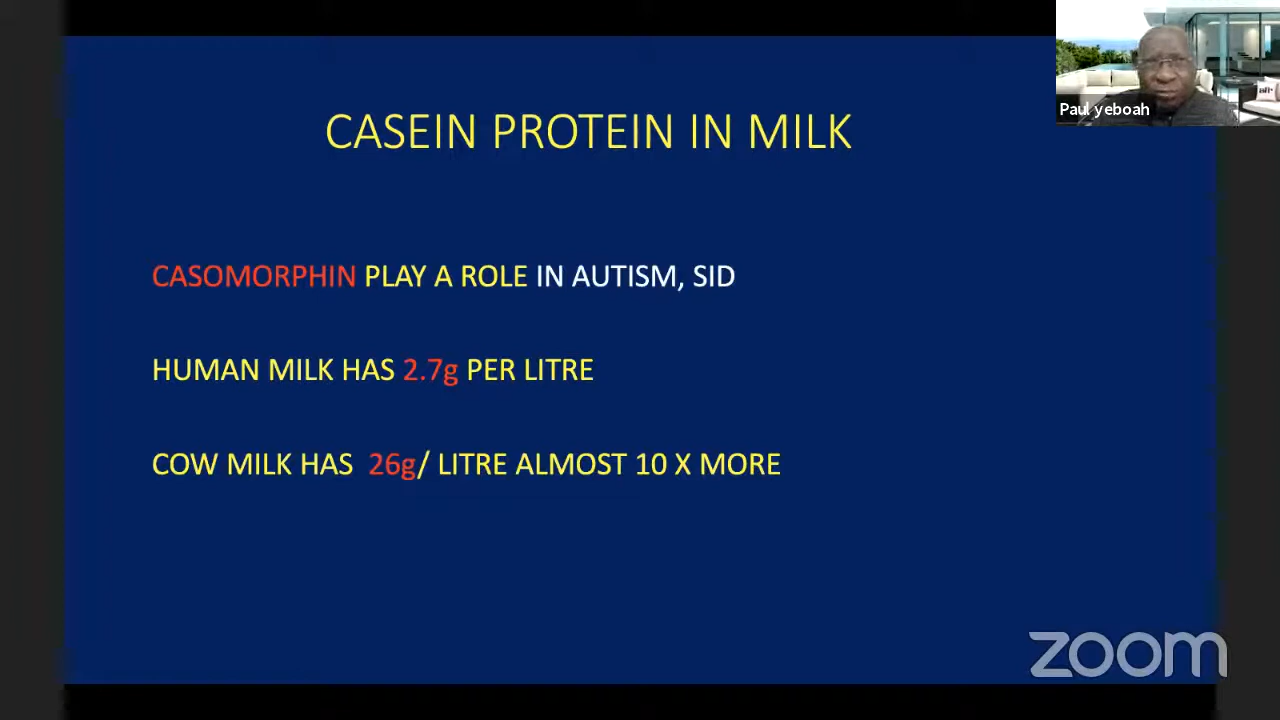 CASEIN PROTEIN IN MILK
Paul yeboah
CASOMORPHIN PLAY A ROLE IN AUTISM, SID
HUMAN MILK HAS 2.7g PER LITRE
COW MILK HAS 26g/ LITRE ALMOST 10 X MORE
zoom